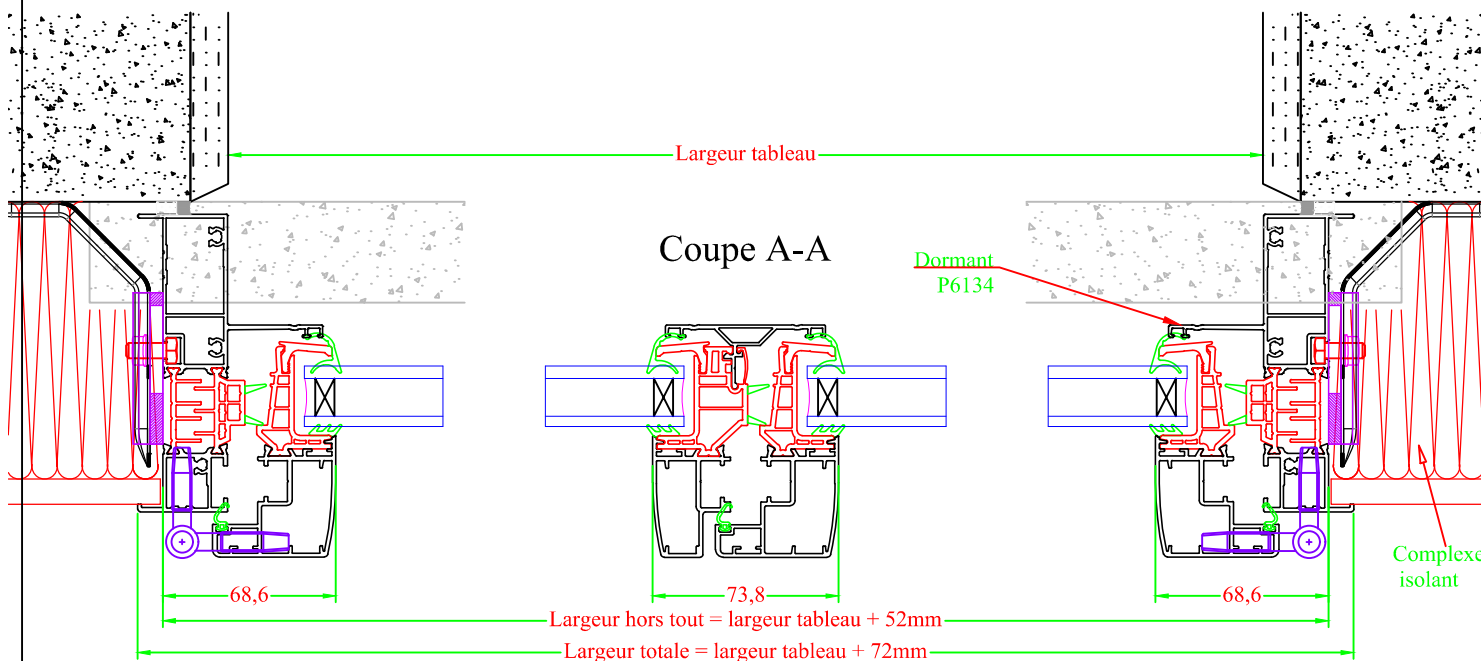 Largeur tableau
Coupe A-A
Dormant
P6134
Complexe
isolant
68,6
73,8
68,6
Largeur hors tout = largeur tableau + 52mm
Largeur totale = largeur tableau + 72mm